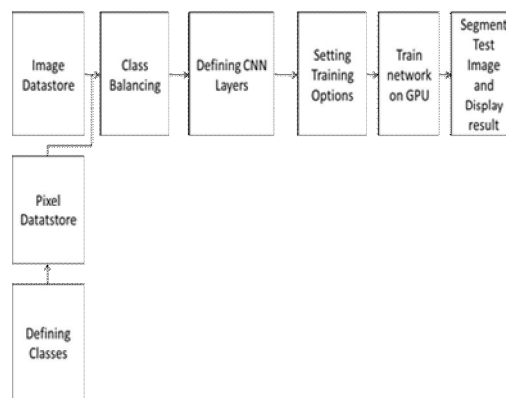 Image
Datastore
Class
Balancing
Defining CNN
Layers
Setting
Training
Options
Train
network
on GPU
Segment
Test
Image
and
Display
result
Pixel
Datatstore
Defining
Classes